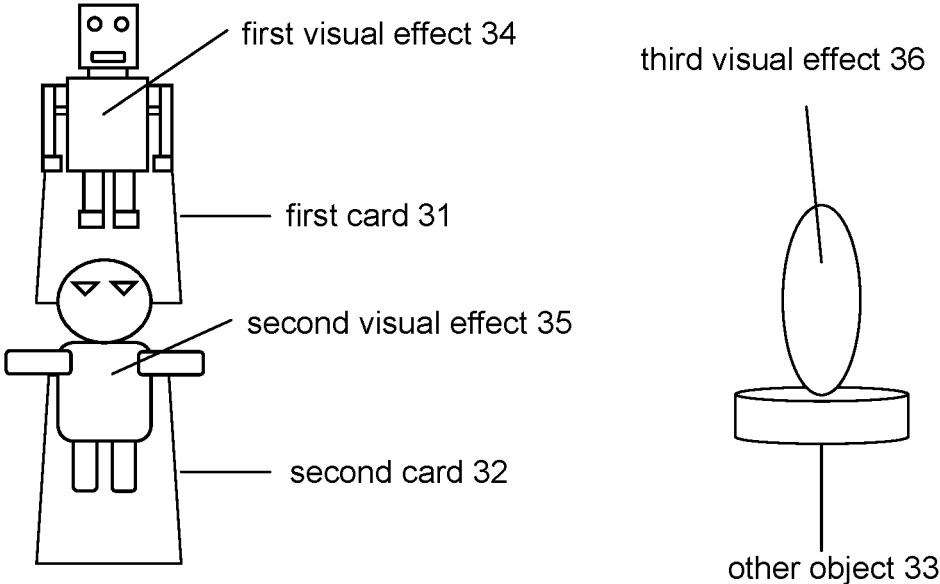 first visual effect 34
third visual effect 36
first card 31
second visual effect 35
second card 32
other object 33